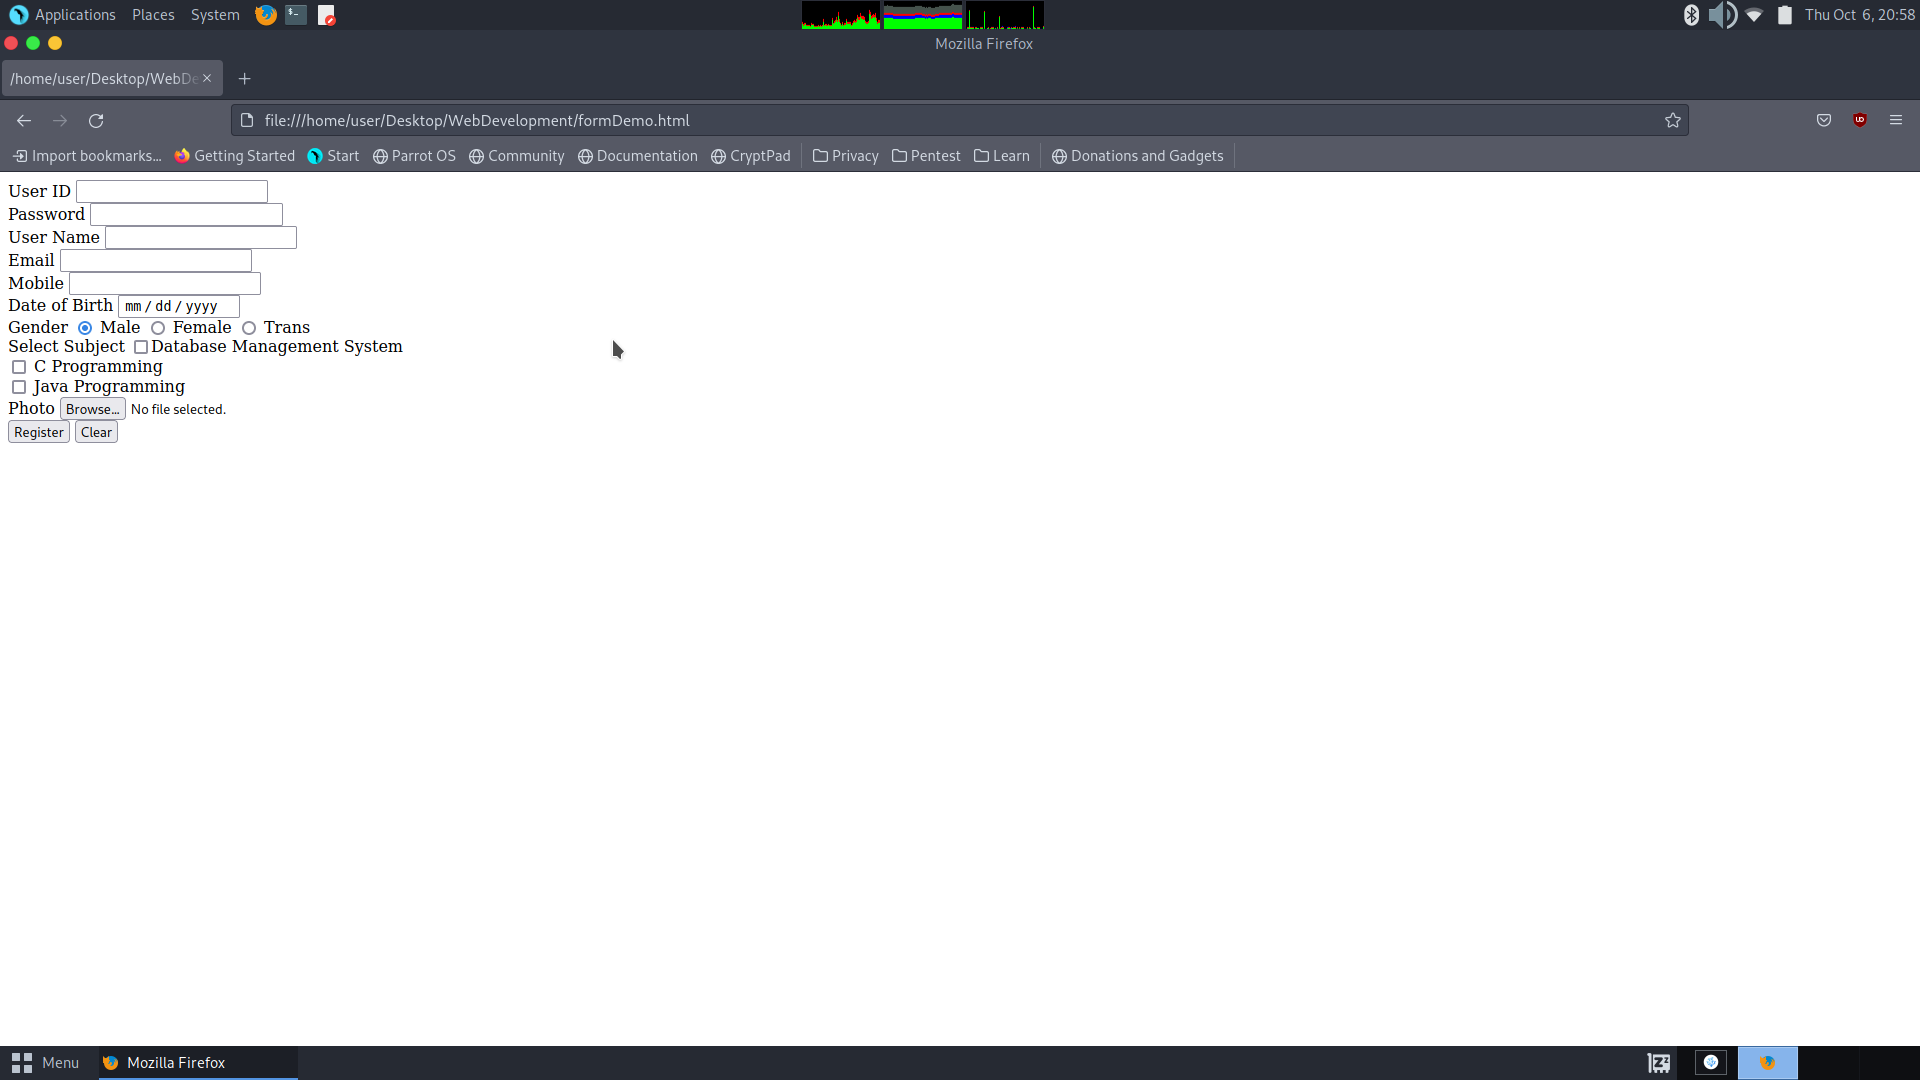 Applications Places System Thu Oct 6, 20:58
Mozilla Firefox
/home/user/Desktop/WebDe
file:///home/user/Desktop/WebDevelopment/formDemo.html
Import bookmarks... Getting Started Start Parrot OS Community Documentation CryptPad Privacy Pentest Learn Donations and Gadgets
User ID
Password
User Name
Email
Mobile
Date of Birth mm / dd / yyyy
Gender Male Female Trans
Select Subject Database Management System
C Programming
Java Programming
Photo Browse... No file selected.
Register Clear
Menu Mozilla Firefox